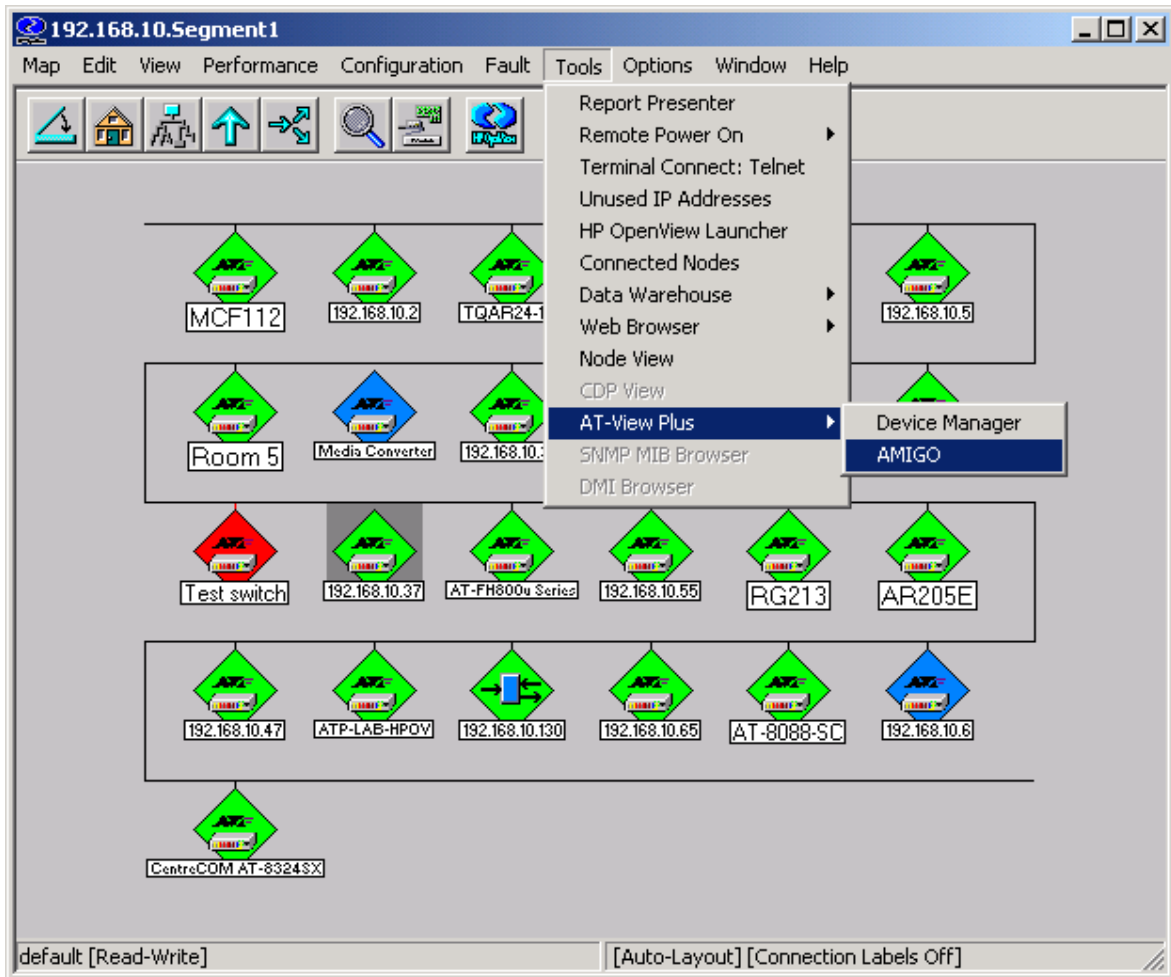 192.168.10.Segment1
Map Edit View Performance Configuration Fault Tools Options Window Help
Report Presenter
Remote Power On
Terminal Connect: Telnet
Unused IP Addresses
HP OpenView Launcher
Connected Nodes
Data Warehouse
Web Browser
Node View
CDP View
AT-View Plus
SNMP MIB Browser
DMI Browser
Device Manager
AMIGO
MCF112 192.168.10.2 TQAR24-1 192.168.10.5
Room 5 Media Converter 192.168.10.
Test switch 192.168.10.37 AT-FH800u Series 192.168.10.55 RG213 AR205E
192.168.10.47 ATP-LAB-HPOV 192.168.10.130 192.168.10.65 AT-8088-SC 192.168.10.6
CentreCOM AT-8324SX
default [Read-Write] [Auto-Layout] [Connection Labels Off]